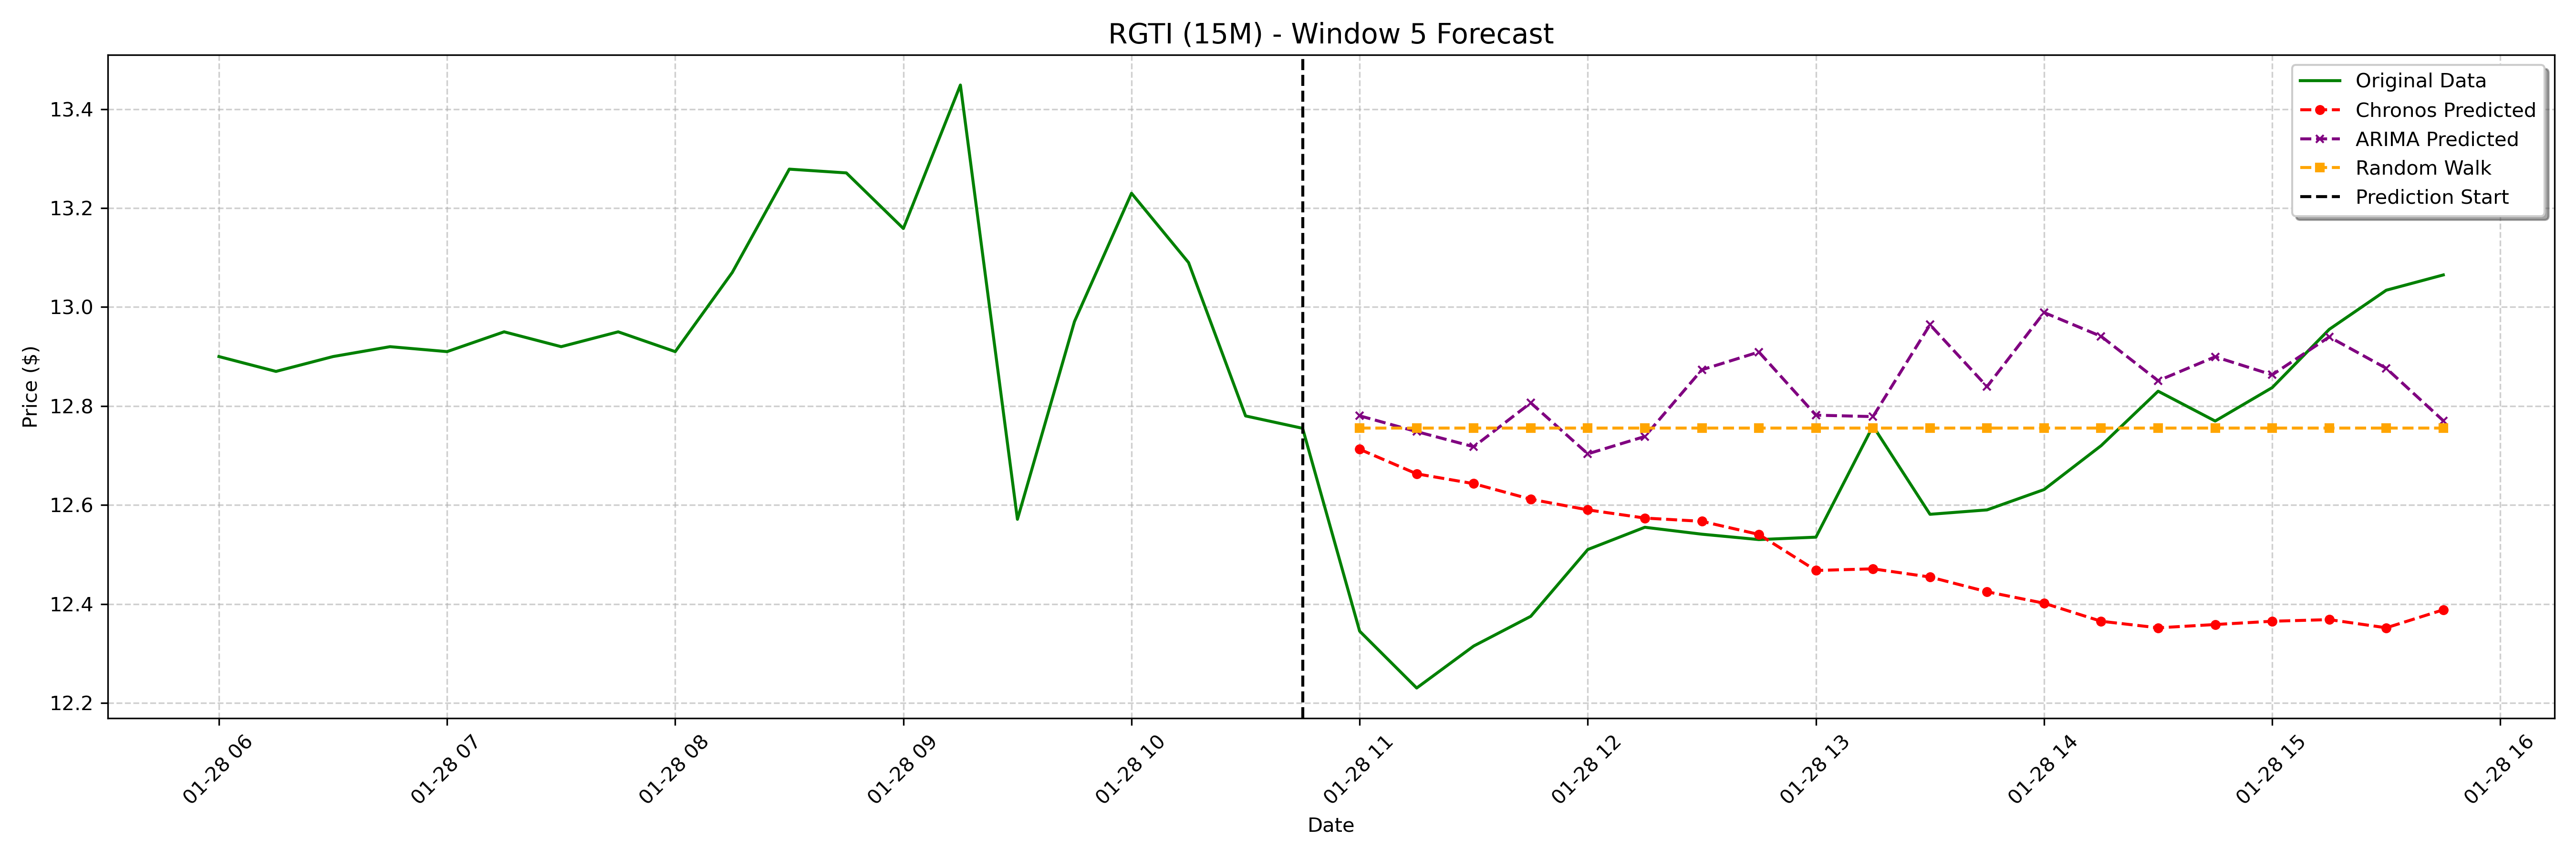 RGTI (15M) - Window 5 Forecast
Original Data
Chronos Predicted
ARIMA Predicted
Random Walk
Prediction Start
Price ($)
13.4
13.2
13.0
12.8
12.6
12.4
12.2
01-28 06
01-28 07
01-28 08
01-28 09
01-28 10
01-28 11
01-28 12
01-28 13
01-28 14
01-28 15
01-28 16
Date